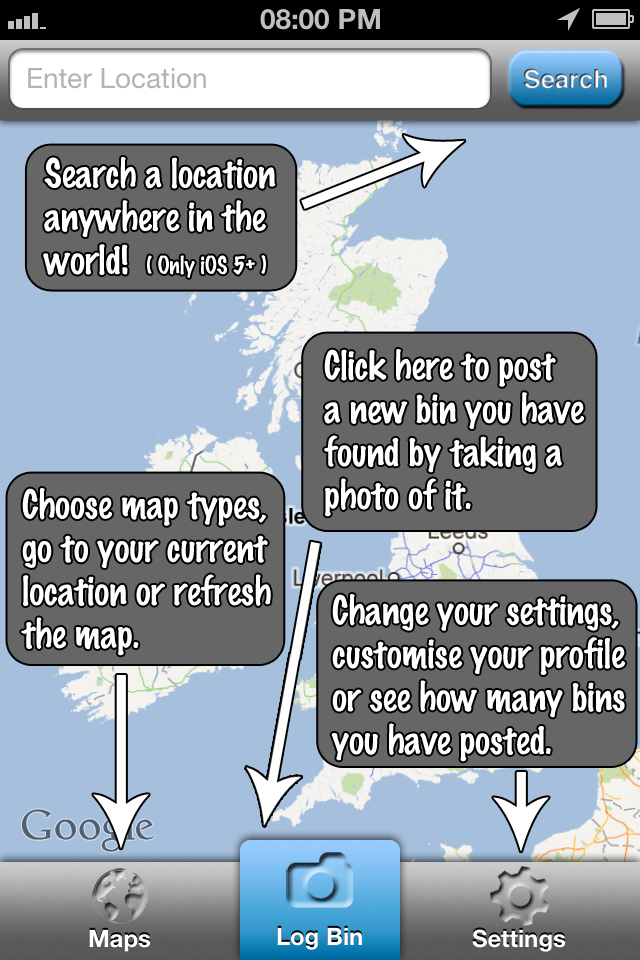 08:00 PM
Enter Location
Search
Search a location
anywhere in the
world! ( Only iOS 5+ )
Click here to post
a new bin you have
found by taking a
photo of it.
Choose map types,
go to your current
location or refresh
the map.
Leeds
Liverpool
Change your settings,
customise your profile
or see how many bins
you have posted.
Google
Maps
Log Bin
Settings